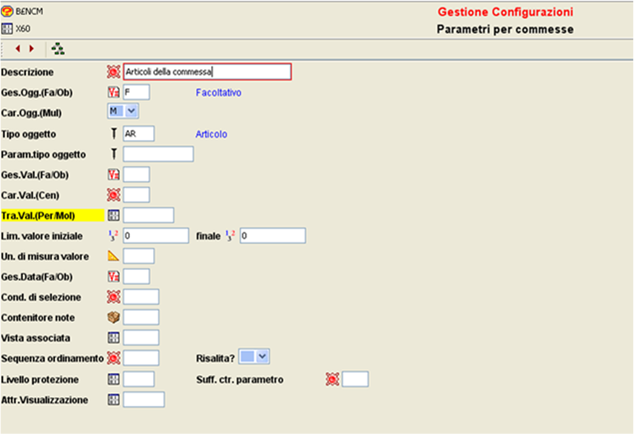 B£NCM Gestione Configurazioni
X60 Parametri per commesse
Descrizione Articoli della commessa
Ges.Ogg.(Fa/Ob) F Facoltativo
Car.Ogg.(Mul) M
Tipo oggetto AR Articolo
Param.tipo oggetto
Ges.Val.(Fa/Ob)
Car.Val.(Cen)
Tra.Val.(Per/Mol)
Lim. valore iniziale 0 finale 0
Un. di misura valore
Ges.Data(Fa/Ob)
Cond. di selezione
Contenitore note
Vista associata
Sequenza ordinamento Risalita?
Livello protezione Suff. ctr. parametro
Attr.Visualizzazione